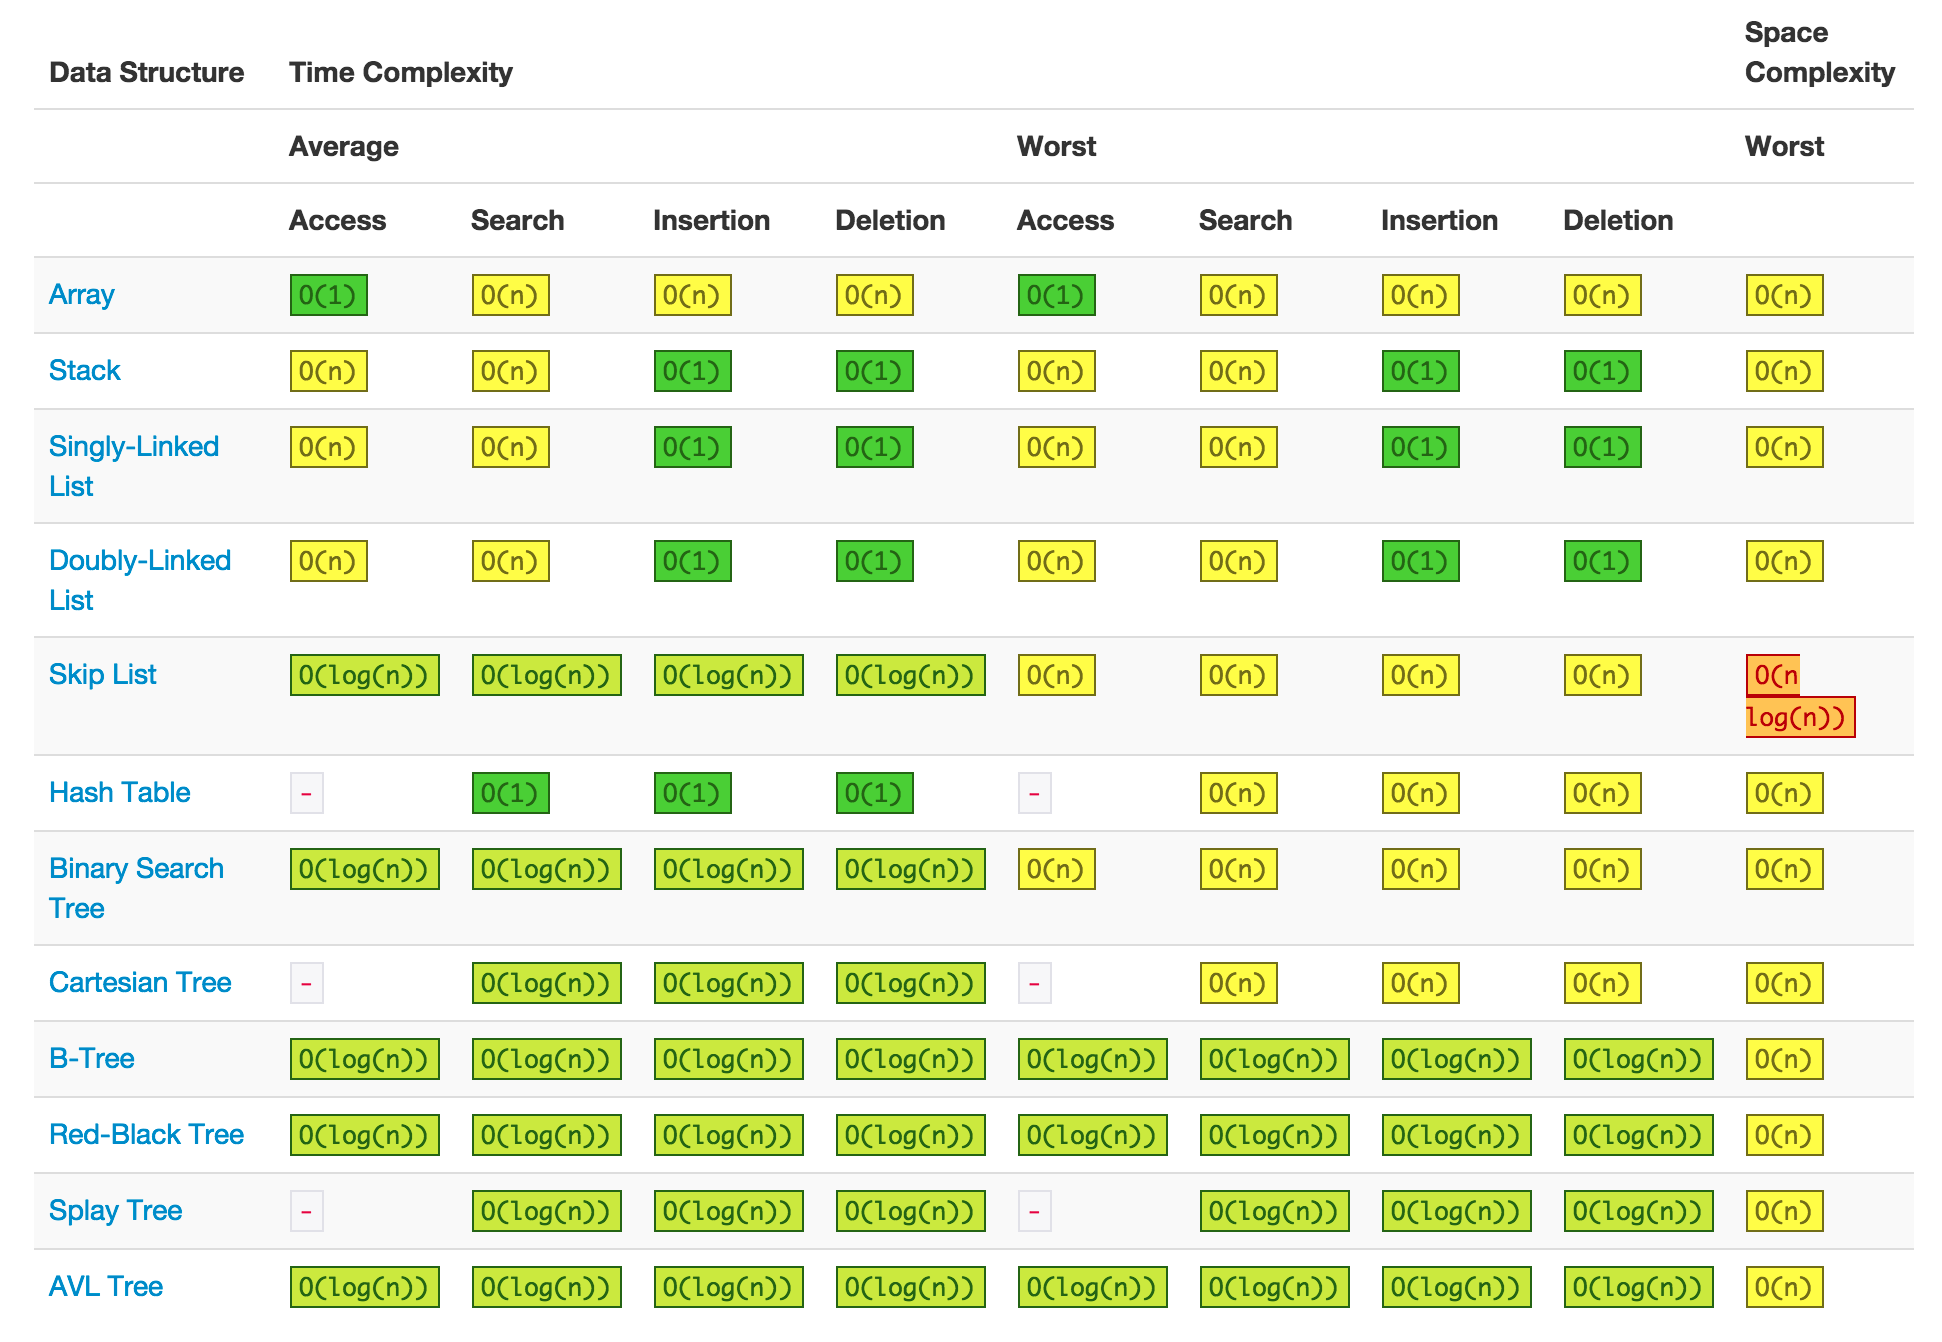 Data Structure Time Complexity Space Complexity
Average Worst Worst
Access Search Insertion Deletion Access Search Insertion Deletion
Array O(1) O(n) O(n) O(n) O(1) O(n) O(n) O(n) O(n)
Stack O(n) O(n) O(1) O(1) O(n) O(n) O(1) O(1) O(n)
Singly-Linked List O(n) O(n) O(1) O(1) O(n) O(n) O(1) O(1) O(n)
Doubly-Linked List O(n) O(n) O(1) O(1) O(n) O(n) O(1) O(1) O(n)
Skip List O(log(n)) O(log(n)) O(log(n)) O(log(n)) O(n) O(n) O(n) O(n) O(n log(n))
Hash Table - O(1) O(1) O(1) - O(n) O(n) O(n) O(n)
Binary Search Tree O(log(n)) O(log(n)) O(log(n)) O(log(n)) O(n) O(n) O(n) O(n) O(n)
Cartesian Tree - O(log(n)) O(log(n)) O(log(n)) - O(n) O(n) O(n) O(n)
B-Tree O(log(n)) O(log(n)) O(log(n)) O(log(n)) O(log(n)) O(log(n)) O(log(n)) O(log(n)) O(n)
Red-Black Tree O(log(n)) O(log(n)) O(log(n)) O(log(n)) O(log(n)) O(log(n)) O(log(n)) O(log(n)) O(n)
Splay Tree - O(log(n)) O(log(n)) O(log(n)) - O(log(n)) O(log(n)) O(log(n)) O(n)
AVL Tree O(log(n)) O(log(n)) O(log(n)) O(log(n)) O(log(n)) O(log(n)) O(log(n)) O(log(n)) O(n)